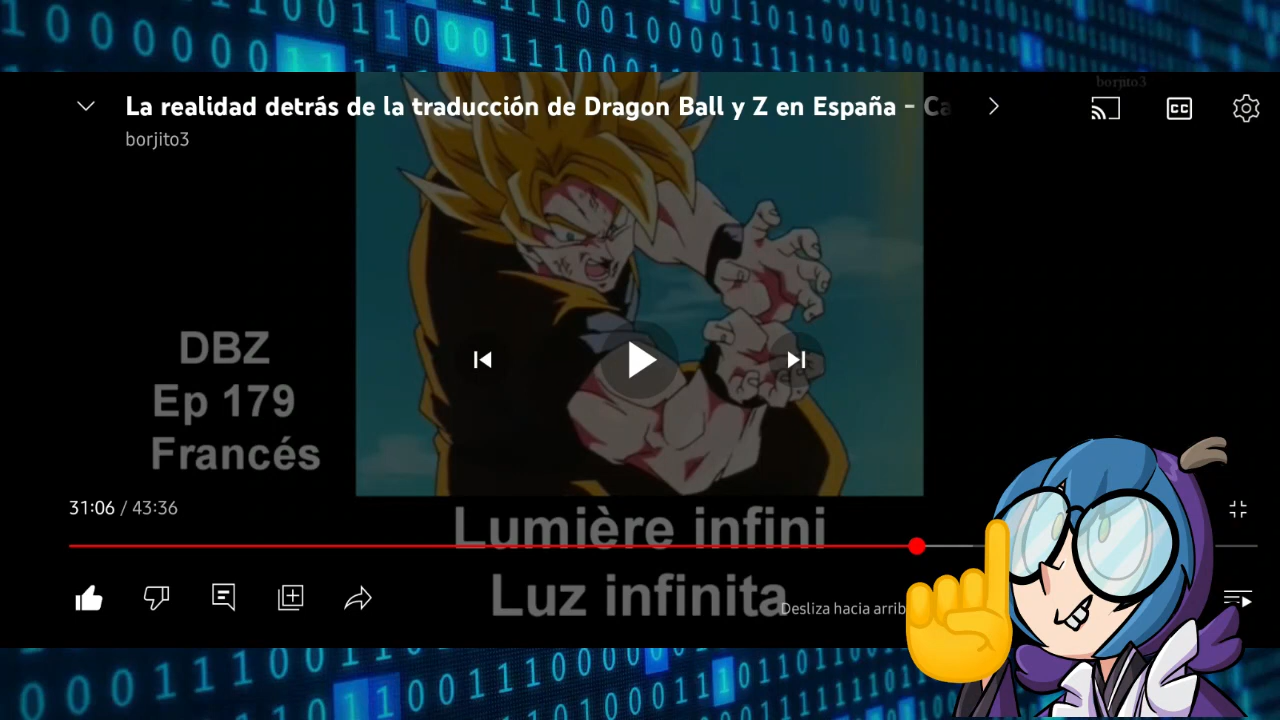 borjito3
La realidad detrás de la traducción de Dragon Ball y Z en España - Ca
CC
borjito3
DBZ
Ep 179
Francés
31:06 / 43:36
Lumière infini
Luz infinita
Desliza hacia arrib